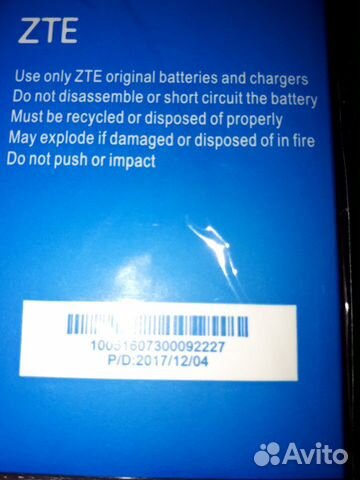 ZTE
Use only ZTE original batteries and chargers
Do not disassemble or short circuit the battery
Must be recycled or disposed of properly
May explode if damaged or disposed of in fire
Do not push or impact
10051607300092227
P/D:2017/12/04
Avito